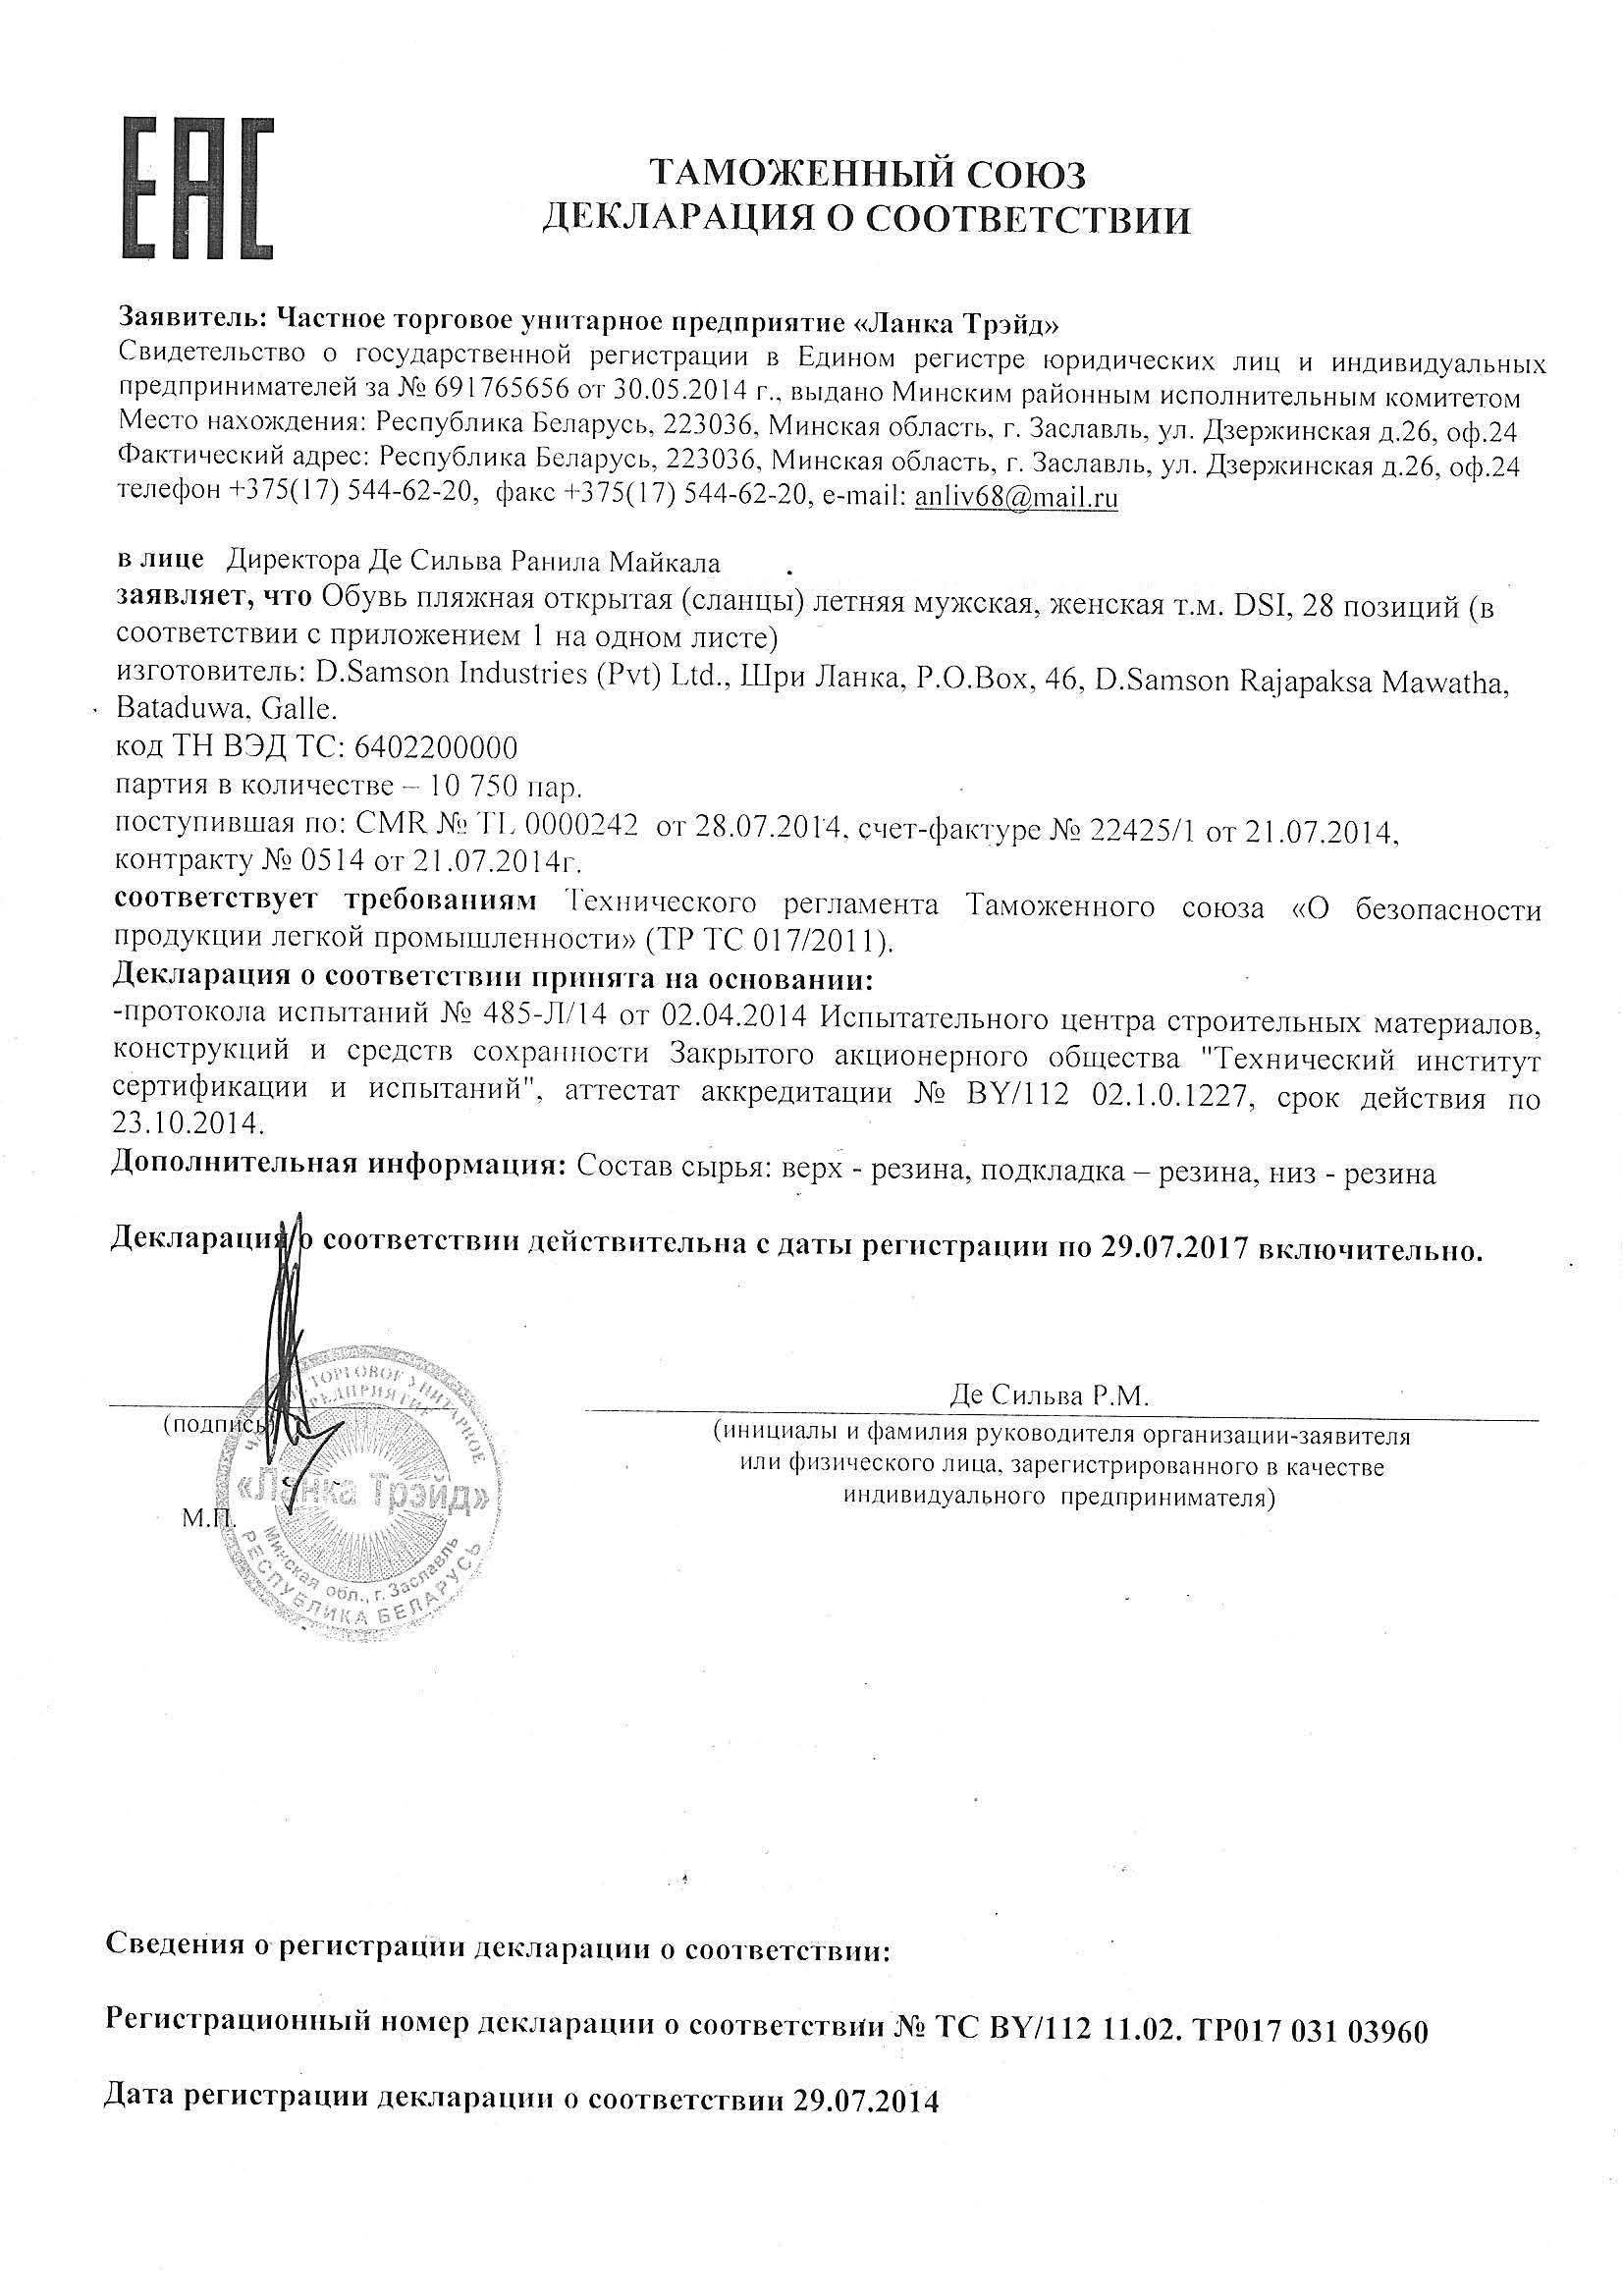 ЕАС
ТАМОЖЕННЫЙ СОЮЗ
ДЕКЛАРАЦИЯ О СООТВЕТСТВИИ
Заявитель: Частное торговое унитарное предприятие «Ланка Трэйд»
Свидетельство о государственной регистрации в Едином регистре юридических лиц и индивидуальных
предпринимателей за № 691765656 от 30.05.2014 г., выдано Минским районным исполнительным комитетом
Место нахождения: Республика Беларусь, 223036, Минская область, г. Заславль, ул. Дзержинская д.26, оф.24
Фактический адрес: Республика Беларусь, 223036, Минская область, г. Заславль, ул. Дзержинская д.26, оф.24
телефон +375(17) 544-62-20, факс +375(17) 544-62-20, e-mail: anliv68@mail.ru
в лице Директора Де Сильва Ранила Майкала
заявляет, что Обувь пляжная открытая (сланцы) летняя мужская, женская т.м. DSI, 28 позиций (в
соответствии с приложением 1 на одном листе)
изготовитель: D.Samson Industries (Pvt) Ltd., Шри Ланка, P.O.Box, 46, D.Samson Rajapaksa Mawatha,
Bataduwa, Galle.
код ТН ВЭД ТС: 6402200000
партия в количестве – 10 750 пар.
поступившая по: CMR № TL 0000242 от 28.07.2014, счет-фактуре № 22425/1 от 21.07.2014,
контракту № 0514 от 21.07.2014г.
соответствует требованиям Технического регламента Таможенного союза «О безопасности
продукции легкой промышленности» (ТР ТС 017/2011).
Декларация о соответствии принята на основании:
-протокола испытаний № 485-Л/14 от 02.04.2014 Испытательного центра строительных материалов,
конструкций и средств сохранности Закрытого акционерного общества "Технический институт
сертификации и испытаний", аттестат аккредитации № BY/112 02.1.0.1227, срок действия по
23.10.2014.
Дополнительная информация: Состав сырья: верх - резина, подкладка – резина, низ - резина
Декларация о соответствии действительна с даты регистрации по 29.07.2017 включительно.
Де Сильва Р.М.
(подпись)
(инициалы и фамилия руководителя организации-заявителя
или физического лица, зарегистрированного в качестве
индивидуального предпринимателя)
М.П.
ТОРГОВОЕ УНИТАРНОЕ
ПРЕДПРИЯТИЕ
«Ланка Трэйд»
Минская обл., г. Заславль
РЕСПУБЛИКА БЕЛАРУСЬ
Сведения о регистрации декларации о соответствии:
Регистрационный номер декларации о соответствии № ТС BY/112 11.02. ТР017 031 03960
Дата регистрации декларации о соответствии 29.07.2014